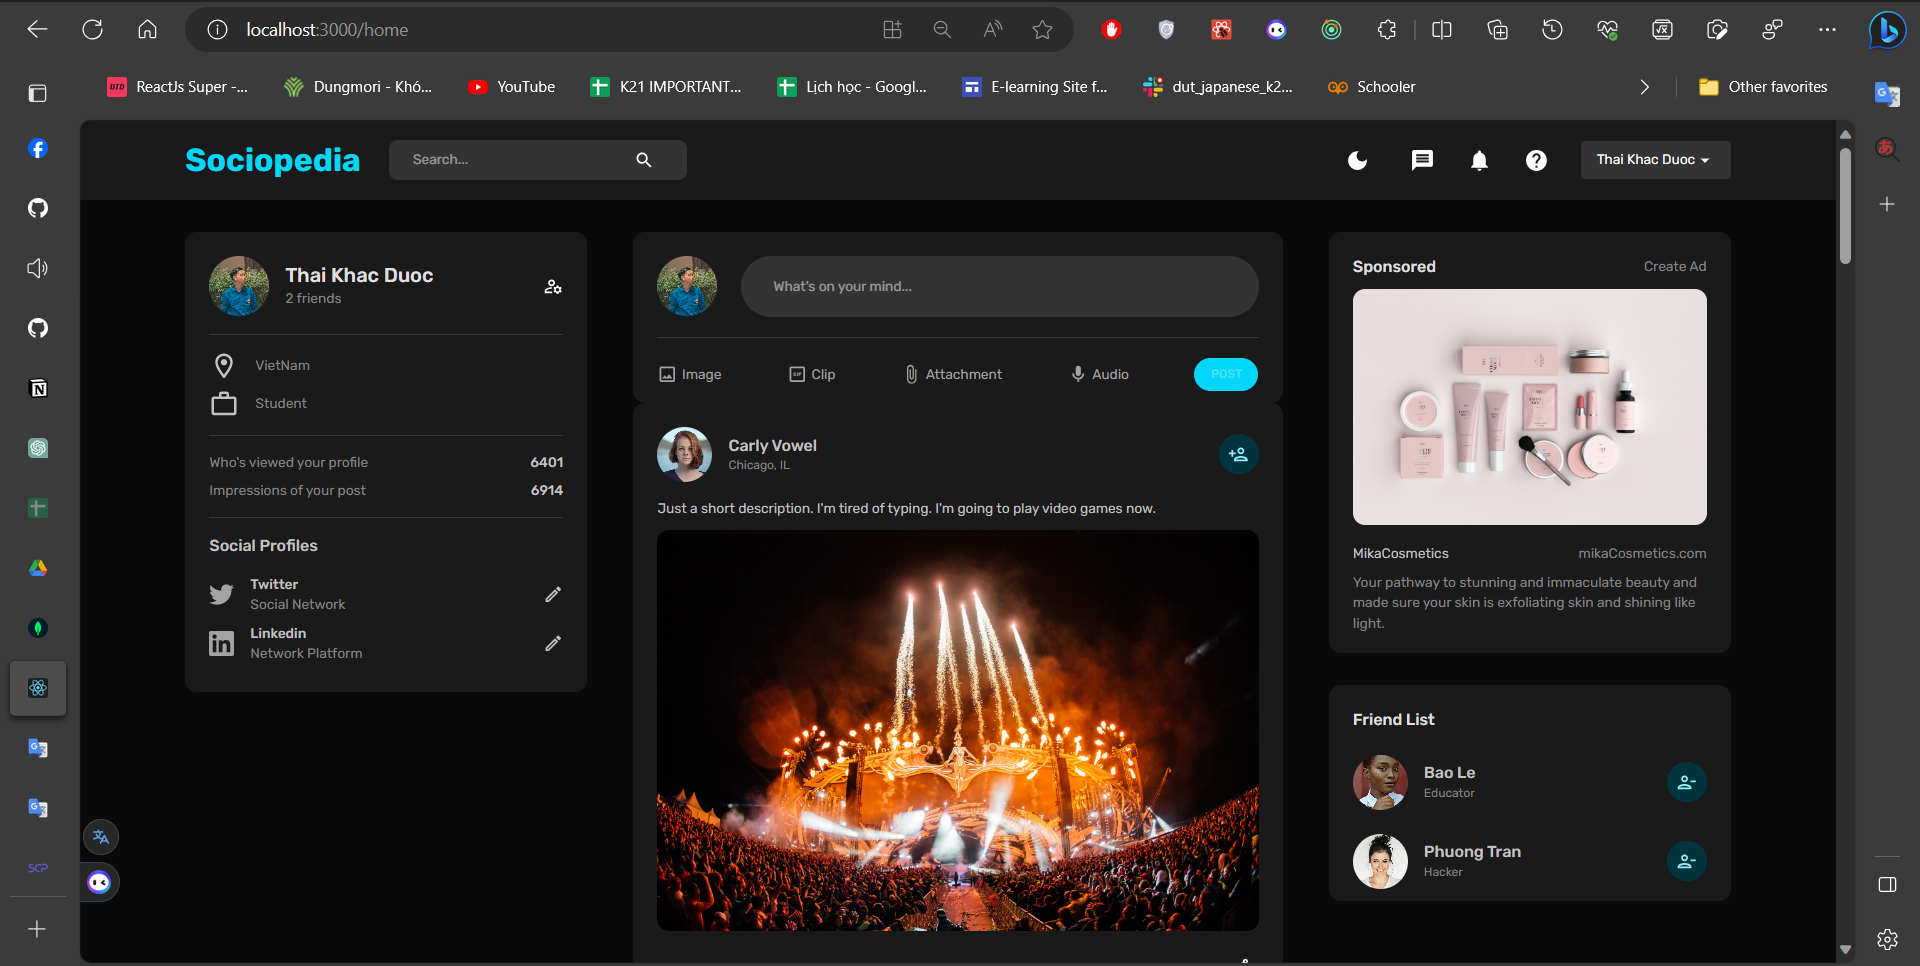 localhost:3000/home
ReactJs Super -...
Dungmori - Khó...
YouTube
K21 IMPORTANT...
Lịch học - Googl...
E-learning Site f...
dut_japanese_k2...
Schooler
Other favorites
Sociopedia
Search...
Thai Khac Duoc
Thai Khac Duoc
2 friends
VietNam
Student
Who's viewed your profile 6401
Impressions of your post 6914
Social Profiles
Twitter
Social Network
Linkedin
Network Platform
What's on your mind...
Image
Clip
Attachment
Audio
POST
Carly Vowel
Chicago, IL
Just a short description. I'm tired of typing. I'm going to play video games now.
Sponsored
Create Ad
MikaCosmetics
mikaCosmetics.com
Your pathway to stunning and immaculate beauty and
made sure your skin is exfoliating skin and shining like
light.
Friend List
Bao Le
Educator
Phuong Tran
Hacker
SCP